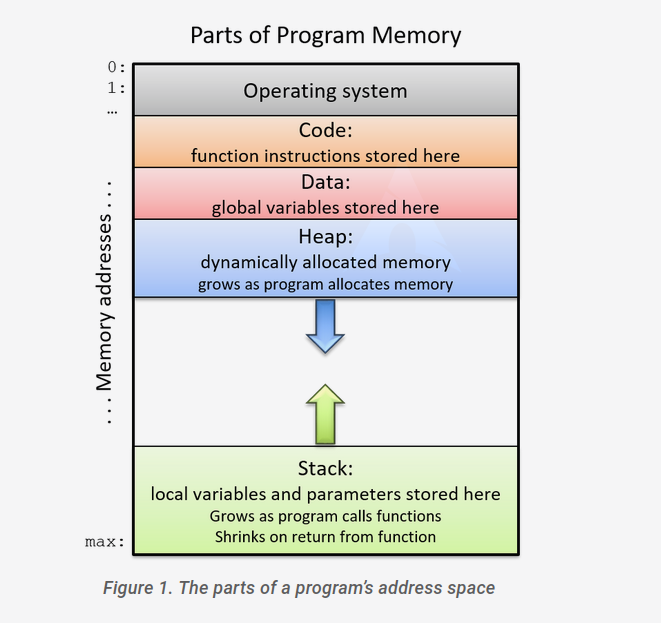 Parts of Program Memory
0:
1:
…
Operating system
Code:
function instructions stored here
Data:
global variables stored here
Heap:
dynamically allocated memory
grows as program allocates memory
. . . Memory addresses . . .
Stack:
local variables and parameters stored here
Grows as program calls functions
Shrinks on return from function
max:
Figure 1. The parts of a program’s address space